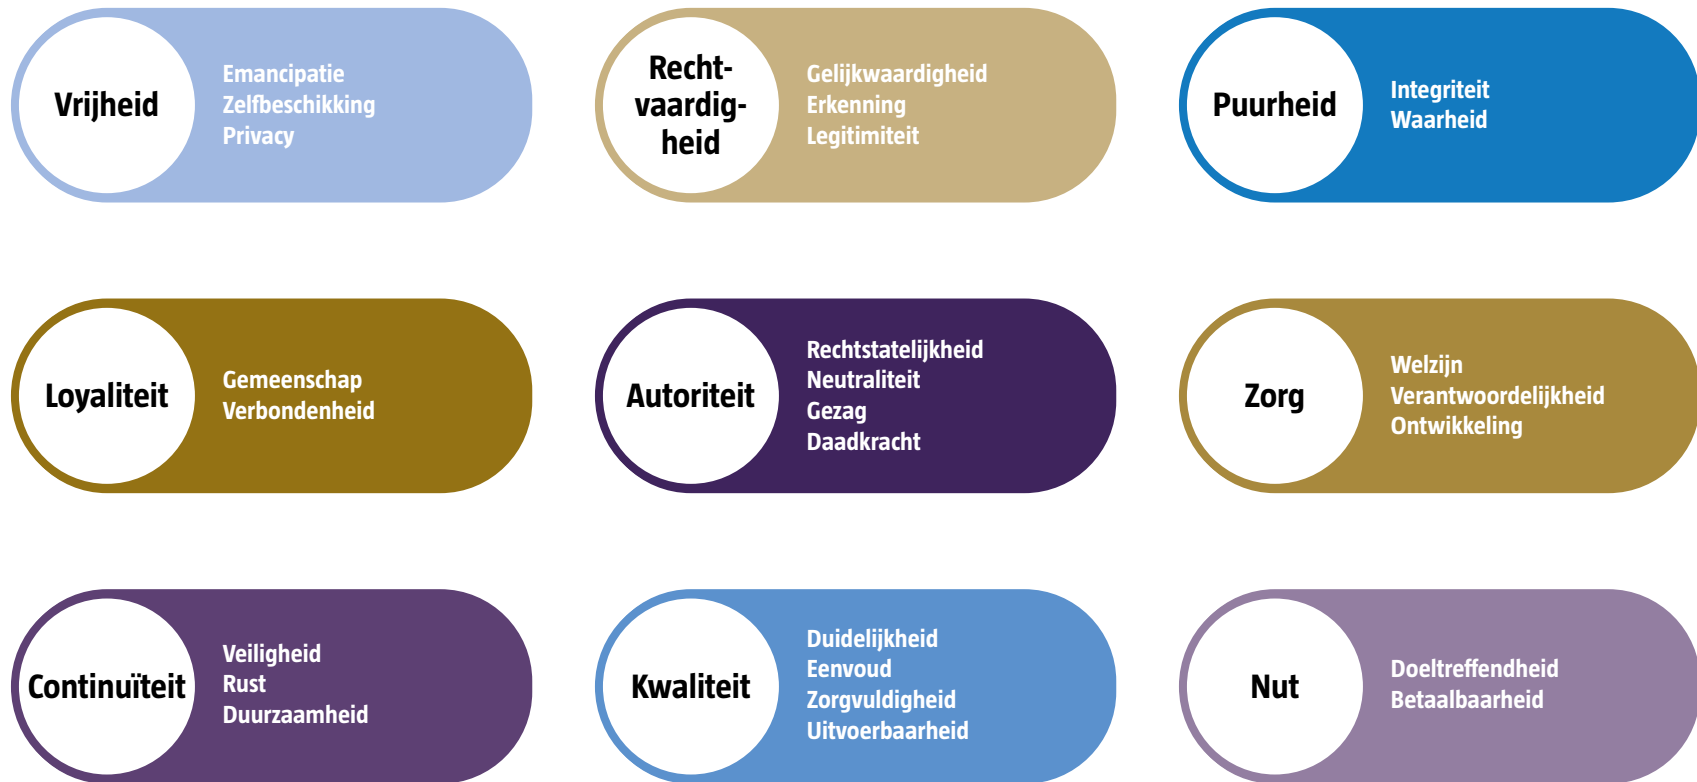 Vrijheid
Emancipatie
Zelfbeschikking
Privacy
Recht-
vaardig-
heid
Gelijkwaardigheid
Erkenning
Legitimiteit
Puurheid
Integriteit
Waarheid
Loyaliteit
Gemeenschap
Verbondenheid
Autoriteit
Rechtstatelijkheid
Neutraliteit
Gezag
Daadkracht
Zorg
Welzijn
Verantwoordelijkheid
Ontwikkeling
Continuïteit
Veiligheid
Rust
Duurzaamheid
Kwaliteit
Duidelijkheid
Eenvoud
Zorgvuldigheid
Uitvoerbaarheid
Nut
Doeltreffendheid
Betaalbaarheid